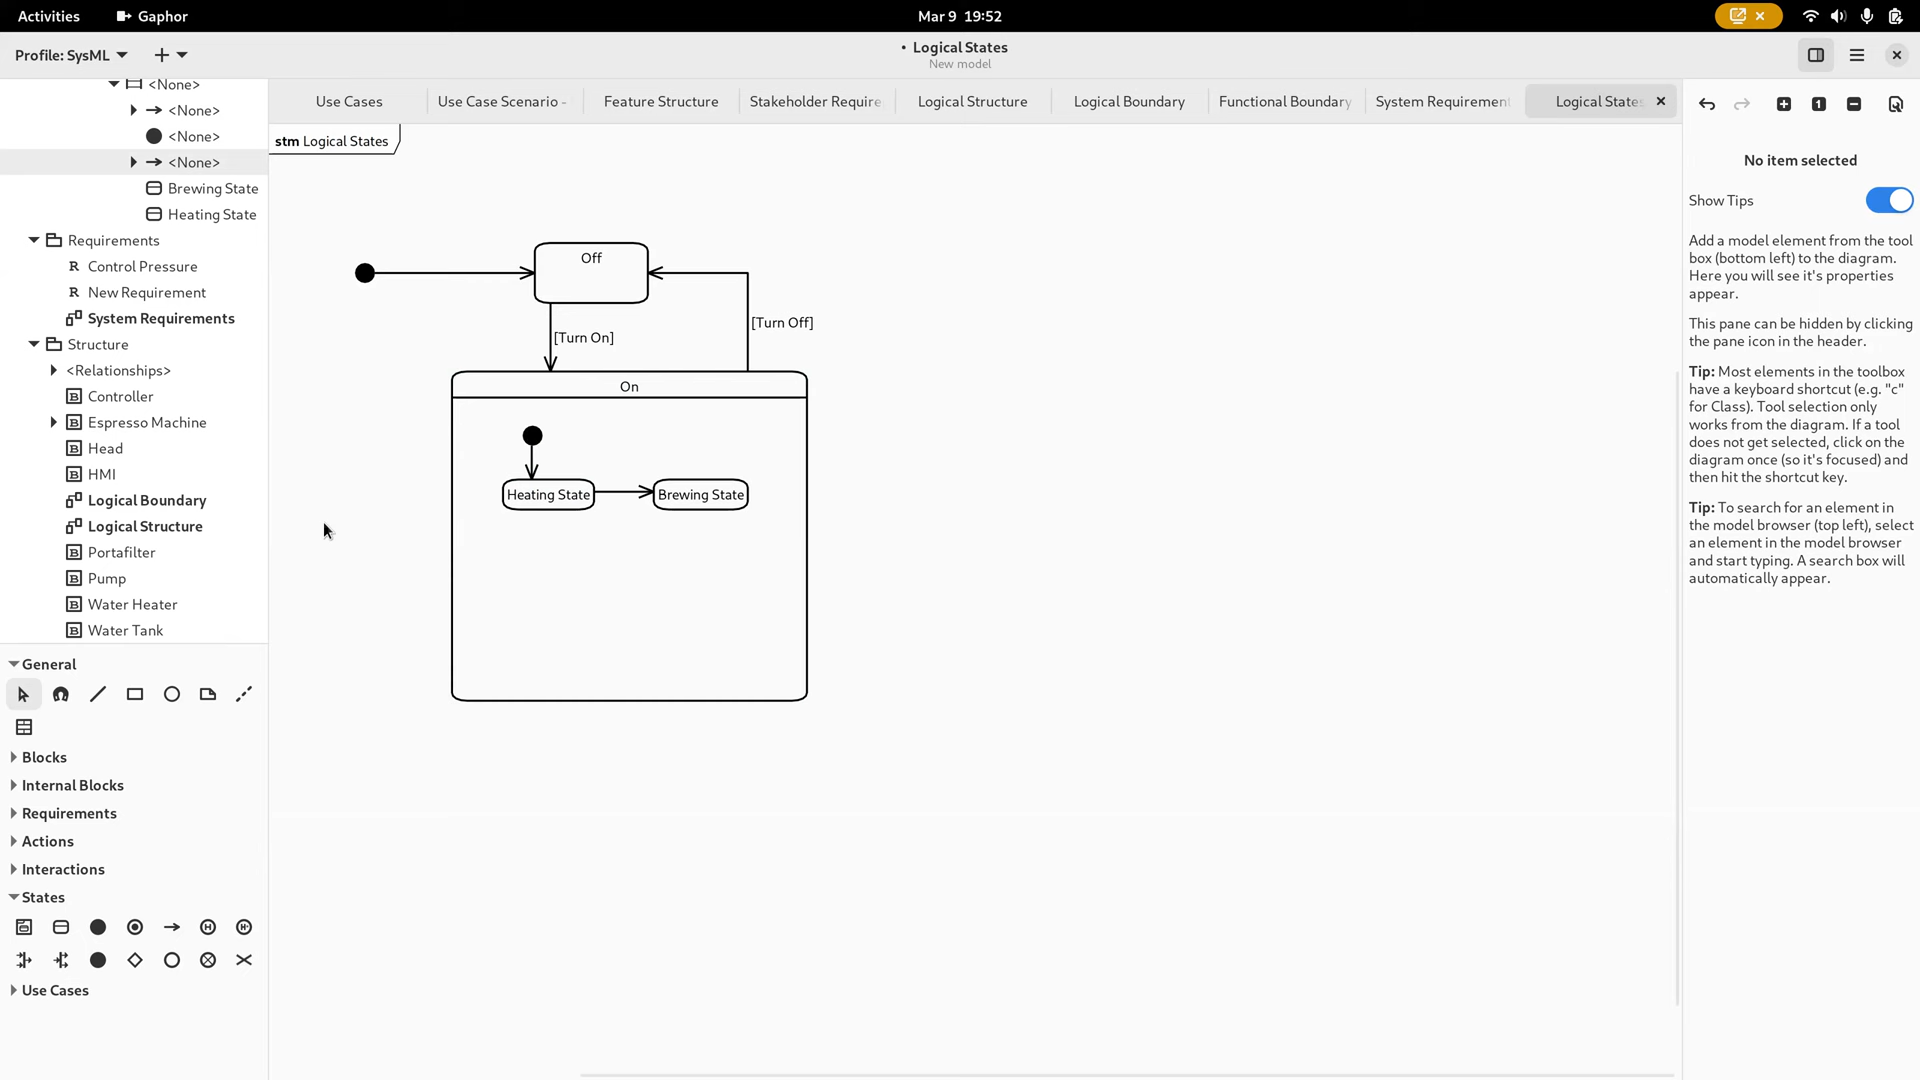 Activities
Gaphor
Mar 9 19:52
Profile: SysML
• Logical States
New model
<None>
<None>
<None>
<None>
Brewing State
Heating State
Requirements
R Control Pressure
R New Requirement
System Requirements
Structure
<Relationships>
B Controller
B Espresso Machine
B Head
B HMI
Logical Boundary
Logical Structure
B Portafilter
B Pump
B Water Heater
B Water Tank
General
Blocks
Internal Blocks
Requirements
Actions
Interactions
States
H H*
Use Cases
Use Cases
Use Case Scenario -
Feature Structure
Stakeholder Require
Logical Structure
Logical Boundary
Functional Boundary
System Requirement
Logical States
stm Logical States
Off
[Turn On]
[Turn Off]
On
Heating State
Brewing State
1
No item selected
Show Tips
Add a model element from the tool
box (bottom left) to the diagram.
Here you will see it's properties
appear.
This pane can be hidden by clicking
the pane icon in the header.
Tip: Most elements in the toolbox
have a keyboard shortcut (e.g. "c"
for Class). Tool selection only
works from the diagram. If a tool
does not get selected, click on the
diagram once (so it's focused) and
then hit the shortcut key.
Tip: To search for an element in
the model browser (top left), select
an element in the model browser
and start typing. A search box will
automatically appear.